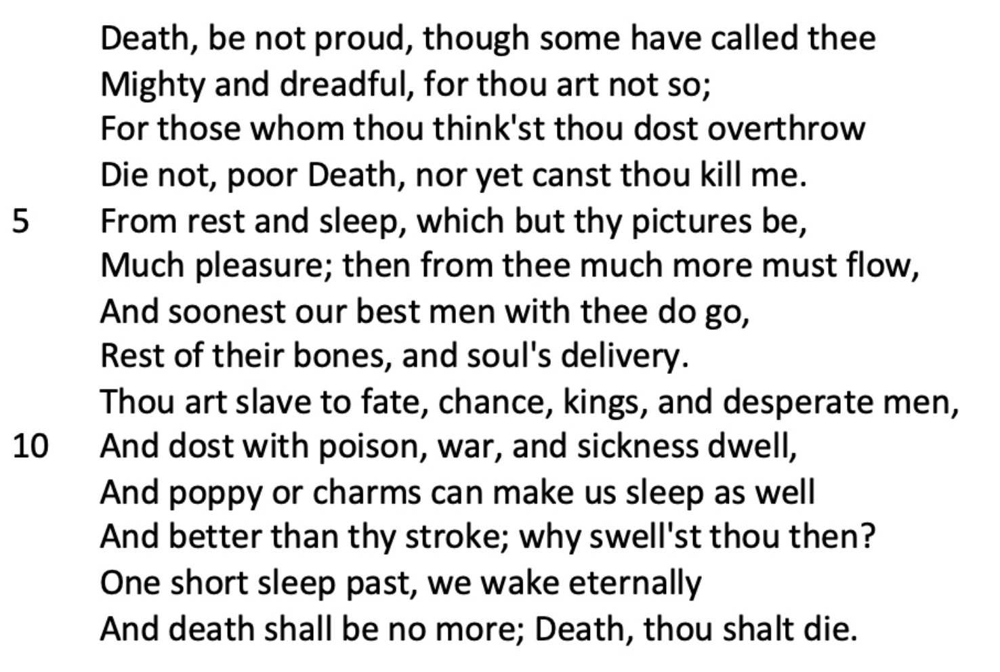 Death, be not proud, though some have called thee
Mighty and dreadful, for thou art not so;
For those whom thou think'st thou dost overthrow
Die not, poor Death, nor yet canst thou kill me.
5 From rest and sleep, which but thy pictures be,
Much pleasure; then from thee much more must flow,
And soonest our best men with thee do go,
Rest of their bones, and soul's delivery.
Thou art slave to fate, chance, kings, and desperate men,
10 And dost with poison, war, and sickness dwell,
And poppy or charms can make us sleep as well
And better than thy stroke; why swell'st thou then?
One short sleep past, we wake eternally
And death shall be no more; Death, thou shalt die.